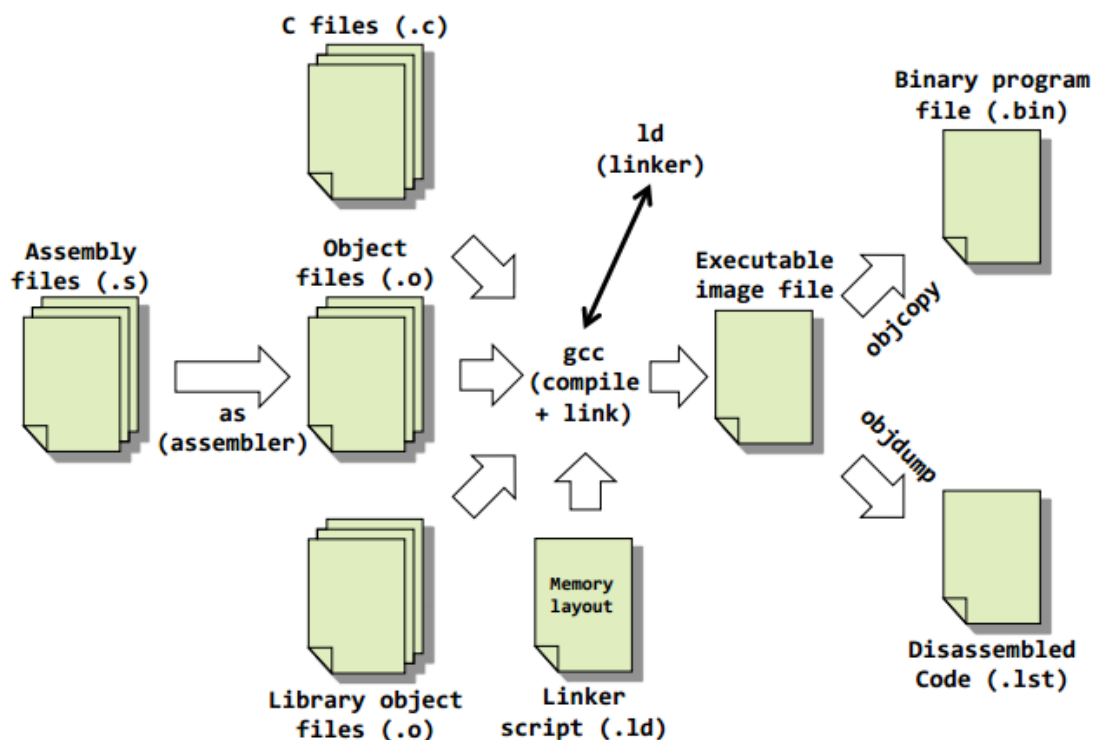 C files (.c)
Binary program
file (.bin)
ld
(linker)
Assembly
files (.s)
Object
files (.o)
Executable
image file
objcopy
gcc
(compile
+ link)
as
(assembler)
objdump
Memory
layout
Library object
files (.o)
Linker
script (.ld)
Disassembled
Code (.lst)